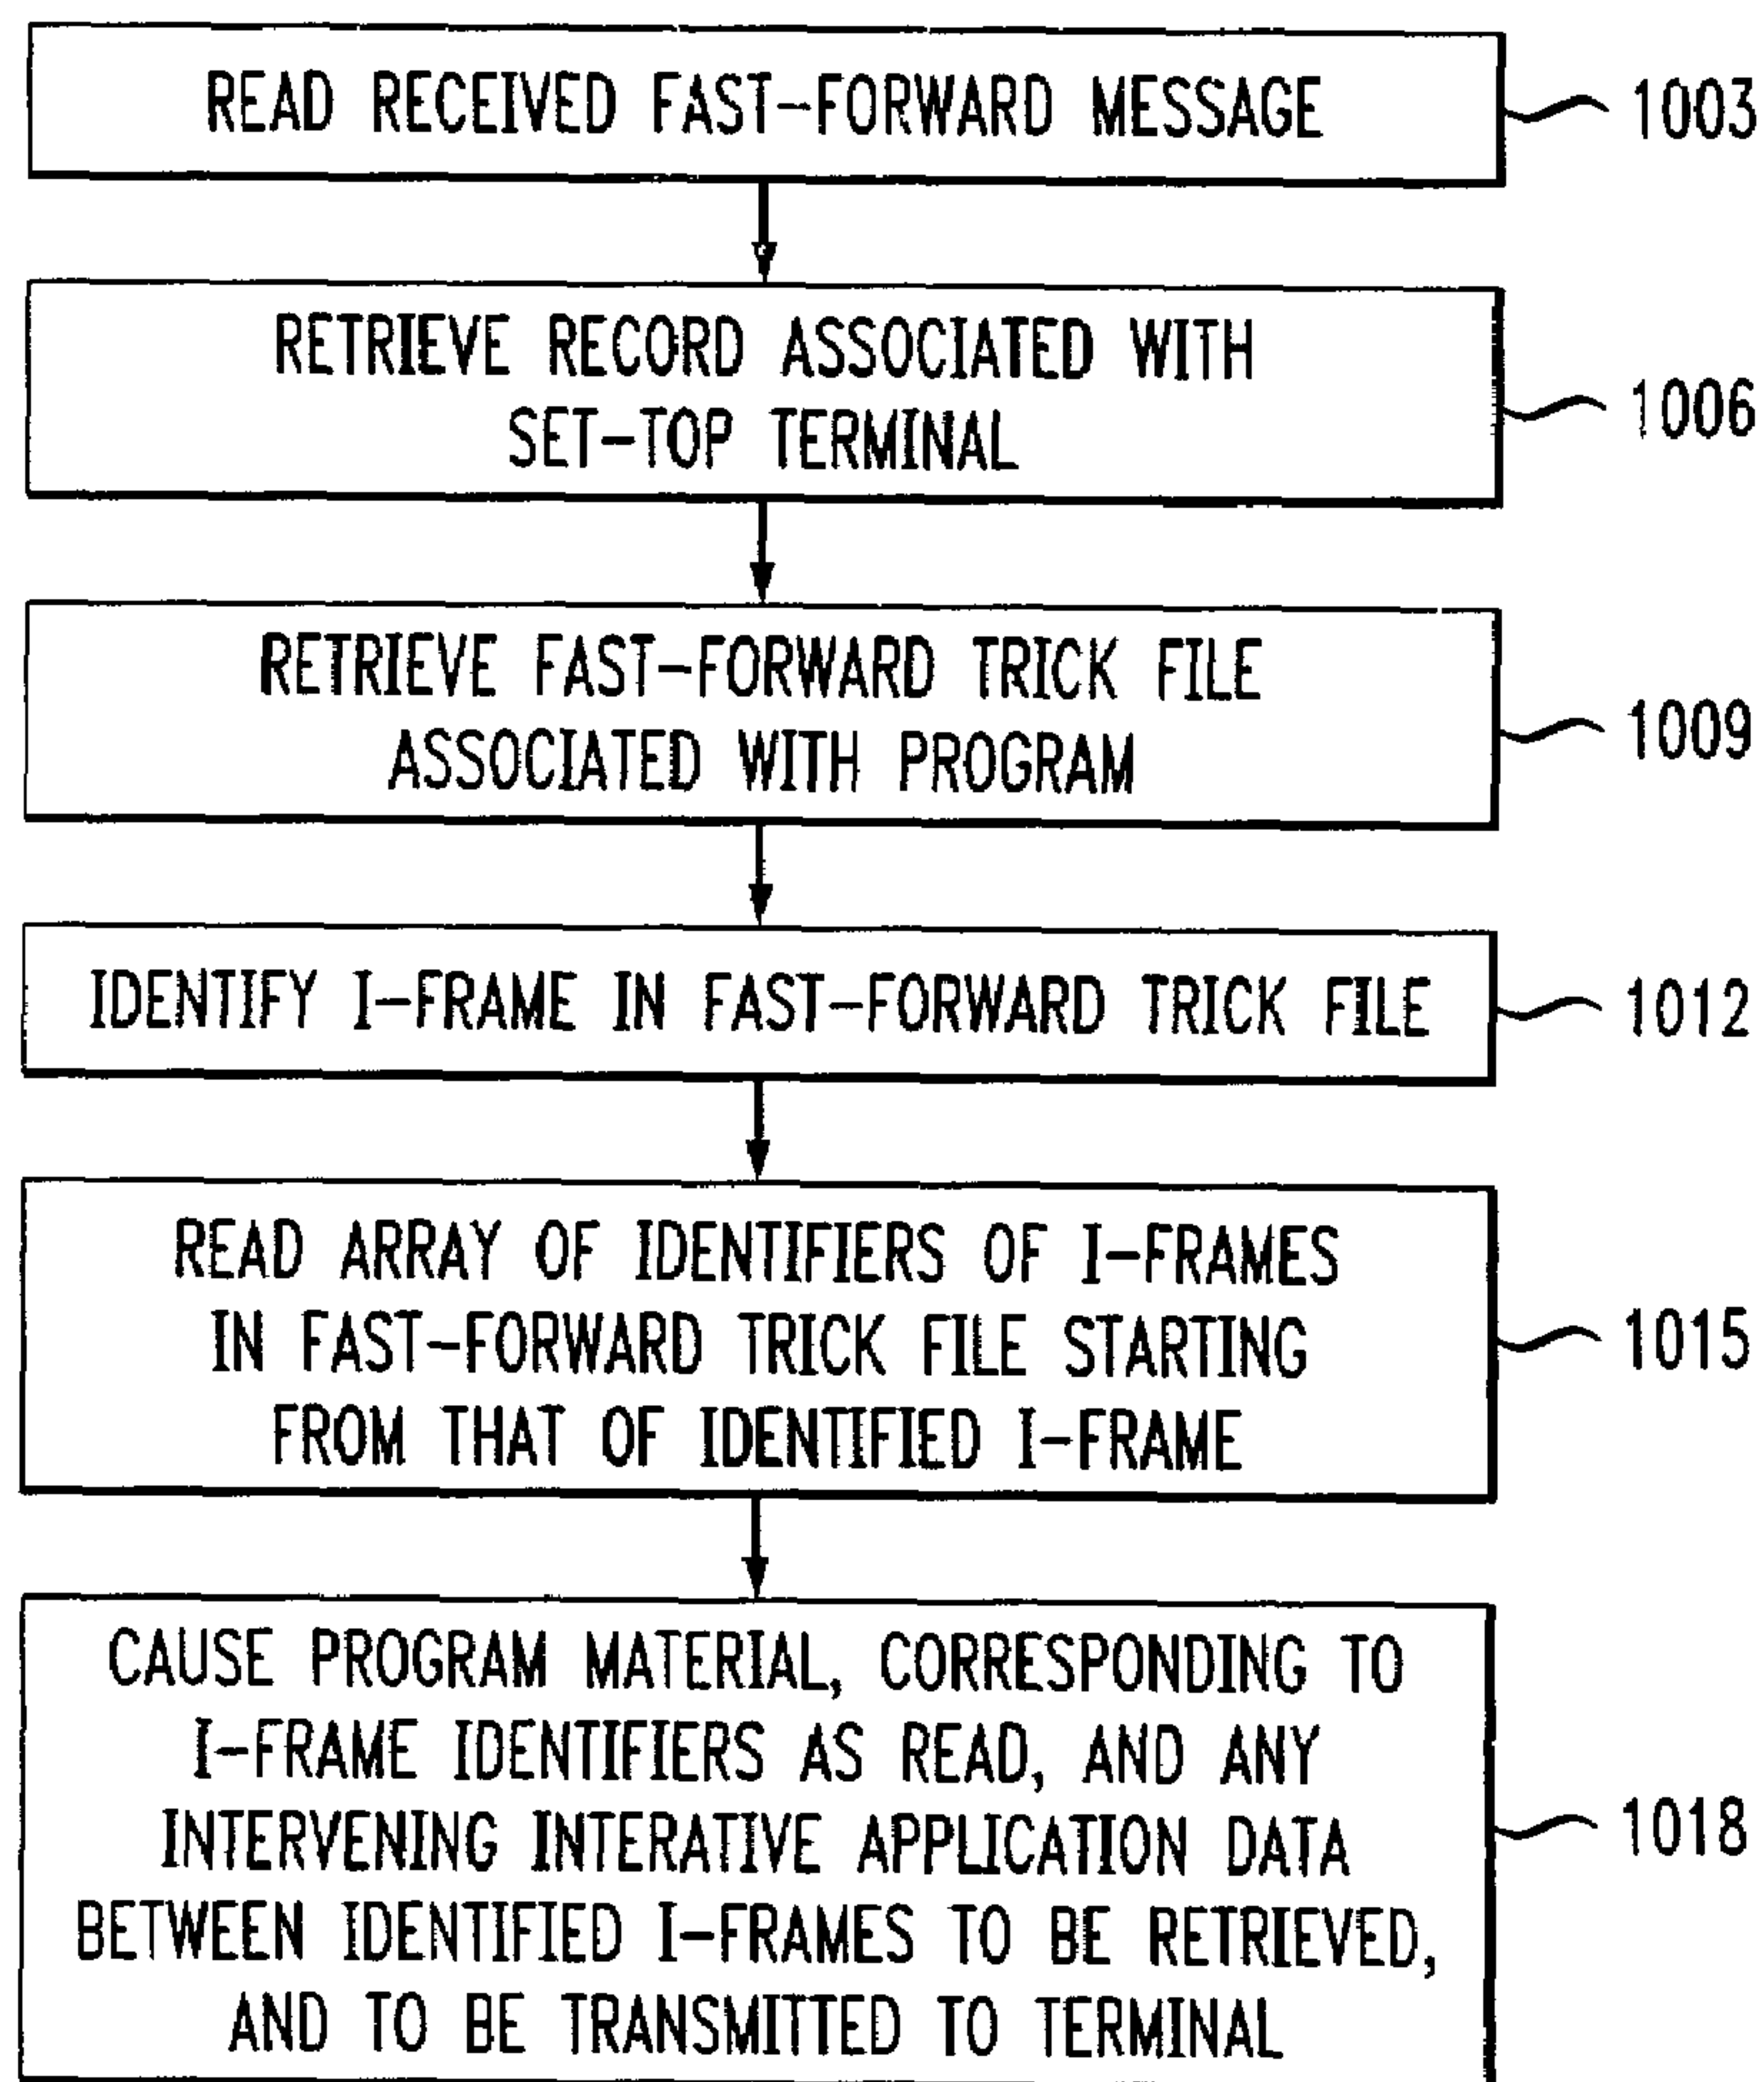 READ RECEIVED FAST-FORWARD MESSAGE
1003
RETRIEVE RECORD ASSOCIATED WITH
SET-TOP TERMINAL
1006
RETRIEVE FAST-FORWARD TRICK FILE
ASSOCIATED WITH PROGRAM
1009
IDENTIFY I-FRAME IN FAST-FORWARD TRICK FILE
1012
READ ARRAY OF IDENTIFIERS OF I-FRAMES
IN FAST-FORWARD TRICK FILE STARTING
FROM THAT OF IDENTIFIED I-FRAME
1015
CAUSE PROGRAM MATERIAL, CORRESPONDING TO
I-FRAME IDENTIFIERS AS READ, AND ANY
INTERVENING INTERATIVE APPLICATION DATA
BETWEEN IDENTIFIED I-FRAMES TO BE RETRIEVED,
AND TO BE TRANSMITTED TO TERMINAL
1018